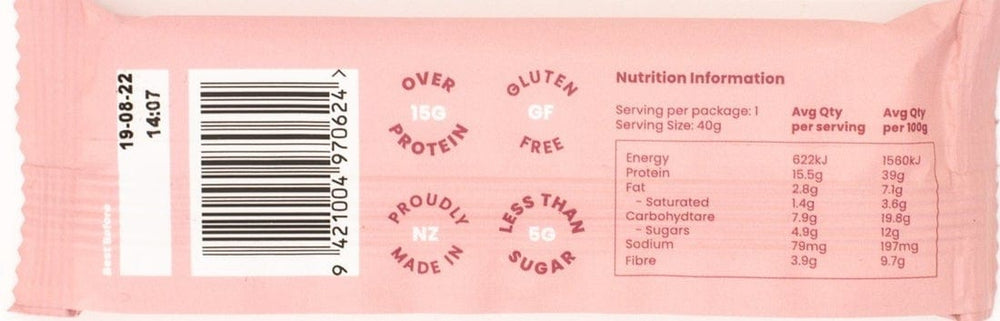 Best Before
19-08-22
14:07
9 421004 970624 >
OVER
15G
PROTEIN
GLUTEN
GF
FREE
PROUDLY
NZ
MADE IN
LESS THAN
5G
SUGAR
Nutrition Information
Serving per package: 1
Serving Size: 40g
Avg Qty per serving
Avg Qty per 100g
Energy 622kJ 1560kJ
Protein 15.5g 39g
Fat 2.8g 7.1g
- Saturated 1.4g 3.6g
Carbohydtare 7.9g 19.8g
- Sugars 4.9g 12g
Sodium 79mg 197mg
Fibre 3.9g 9.7g